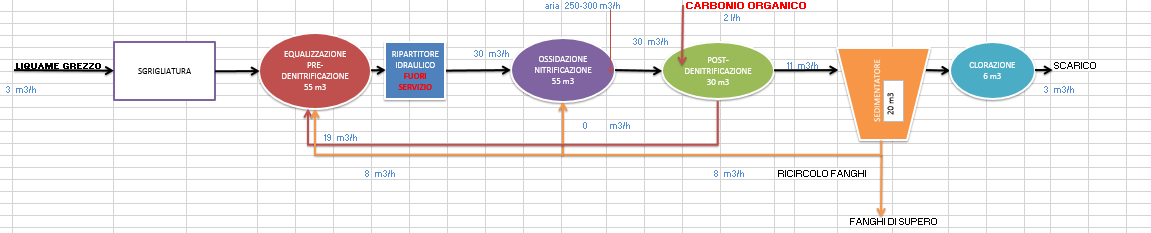 aria 250-300 m3/h
CARBONIO ORGANICO
2 l/h
LIQUAME GREZZO
3 m3/h
SGRIGLIATURA
EQUALIZZAZIONE
PRE-
DENITRIFICAZIONE
55 m3
RIPARTITORE
IDRAULICO
FUORI
SERVIZIO
30 m3/h
OSSIDAZIONE
NITRIFICAZIONE
55 m3
30 m3/h
POST-
DENITRIFICAZIONE
30 m3
11 m3/h
SEDIMENTATORE
20 m3
CLORAZIONE
6 m3
SCARICO
3 m3/h
19 m3/h
0 m3/h
8 m3/h
8 m3/h
RICIRCOLO FANGHI
FANGHI DI SUPERO